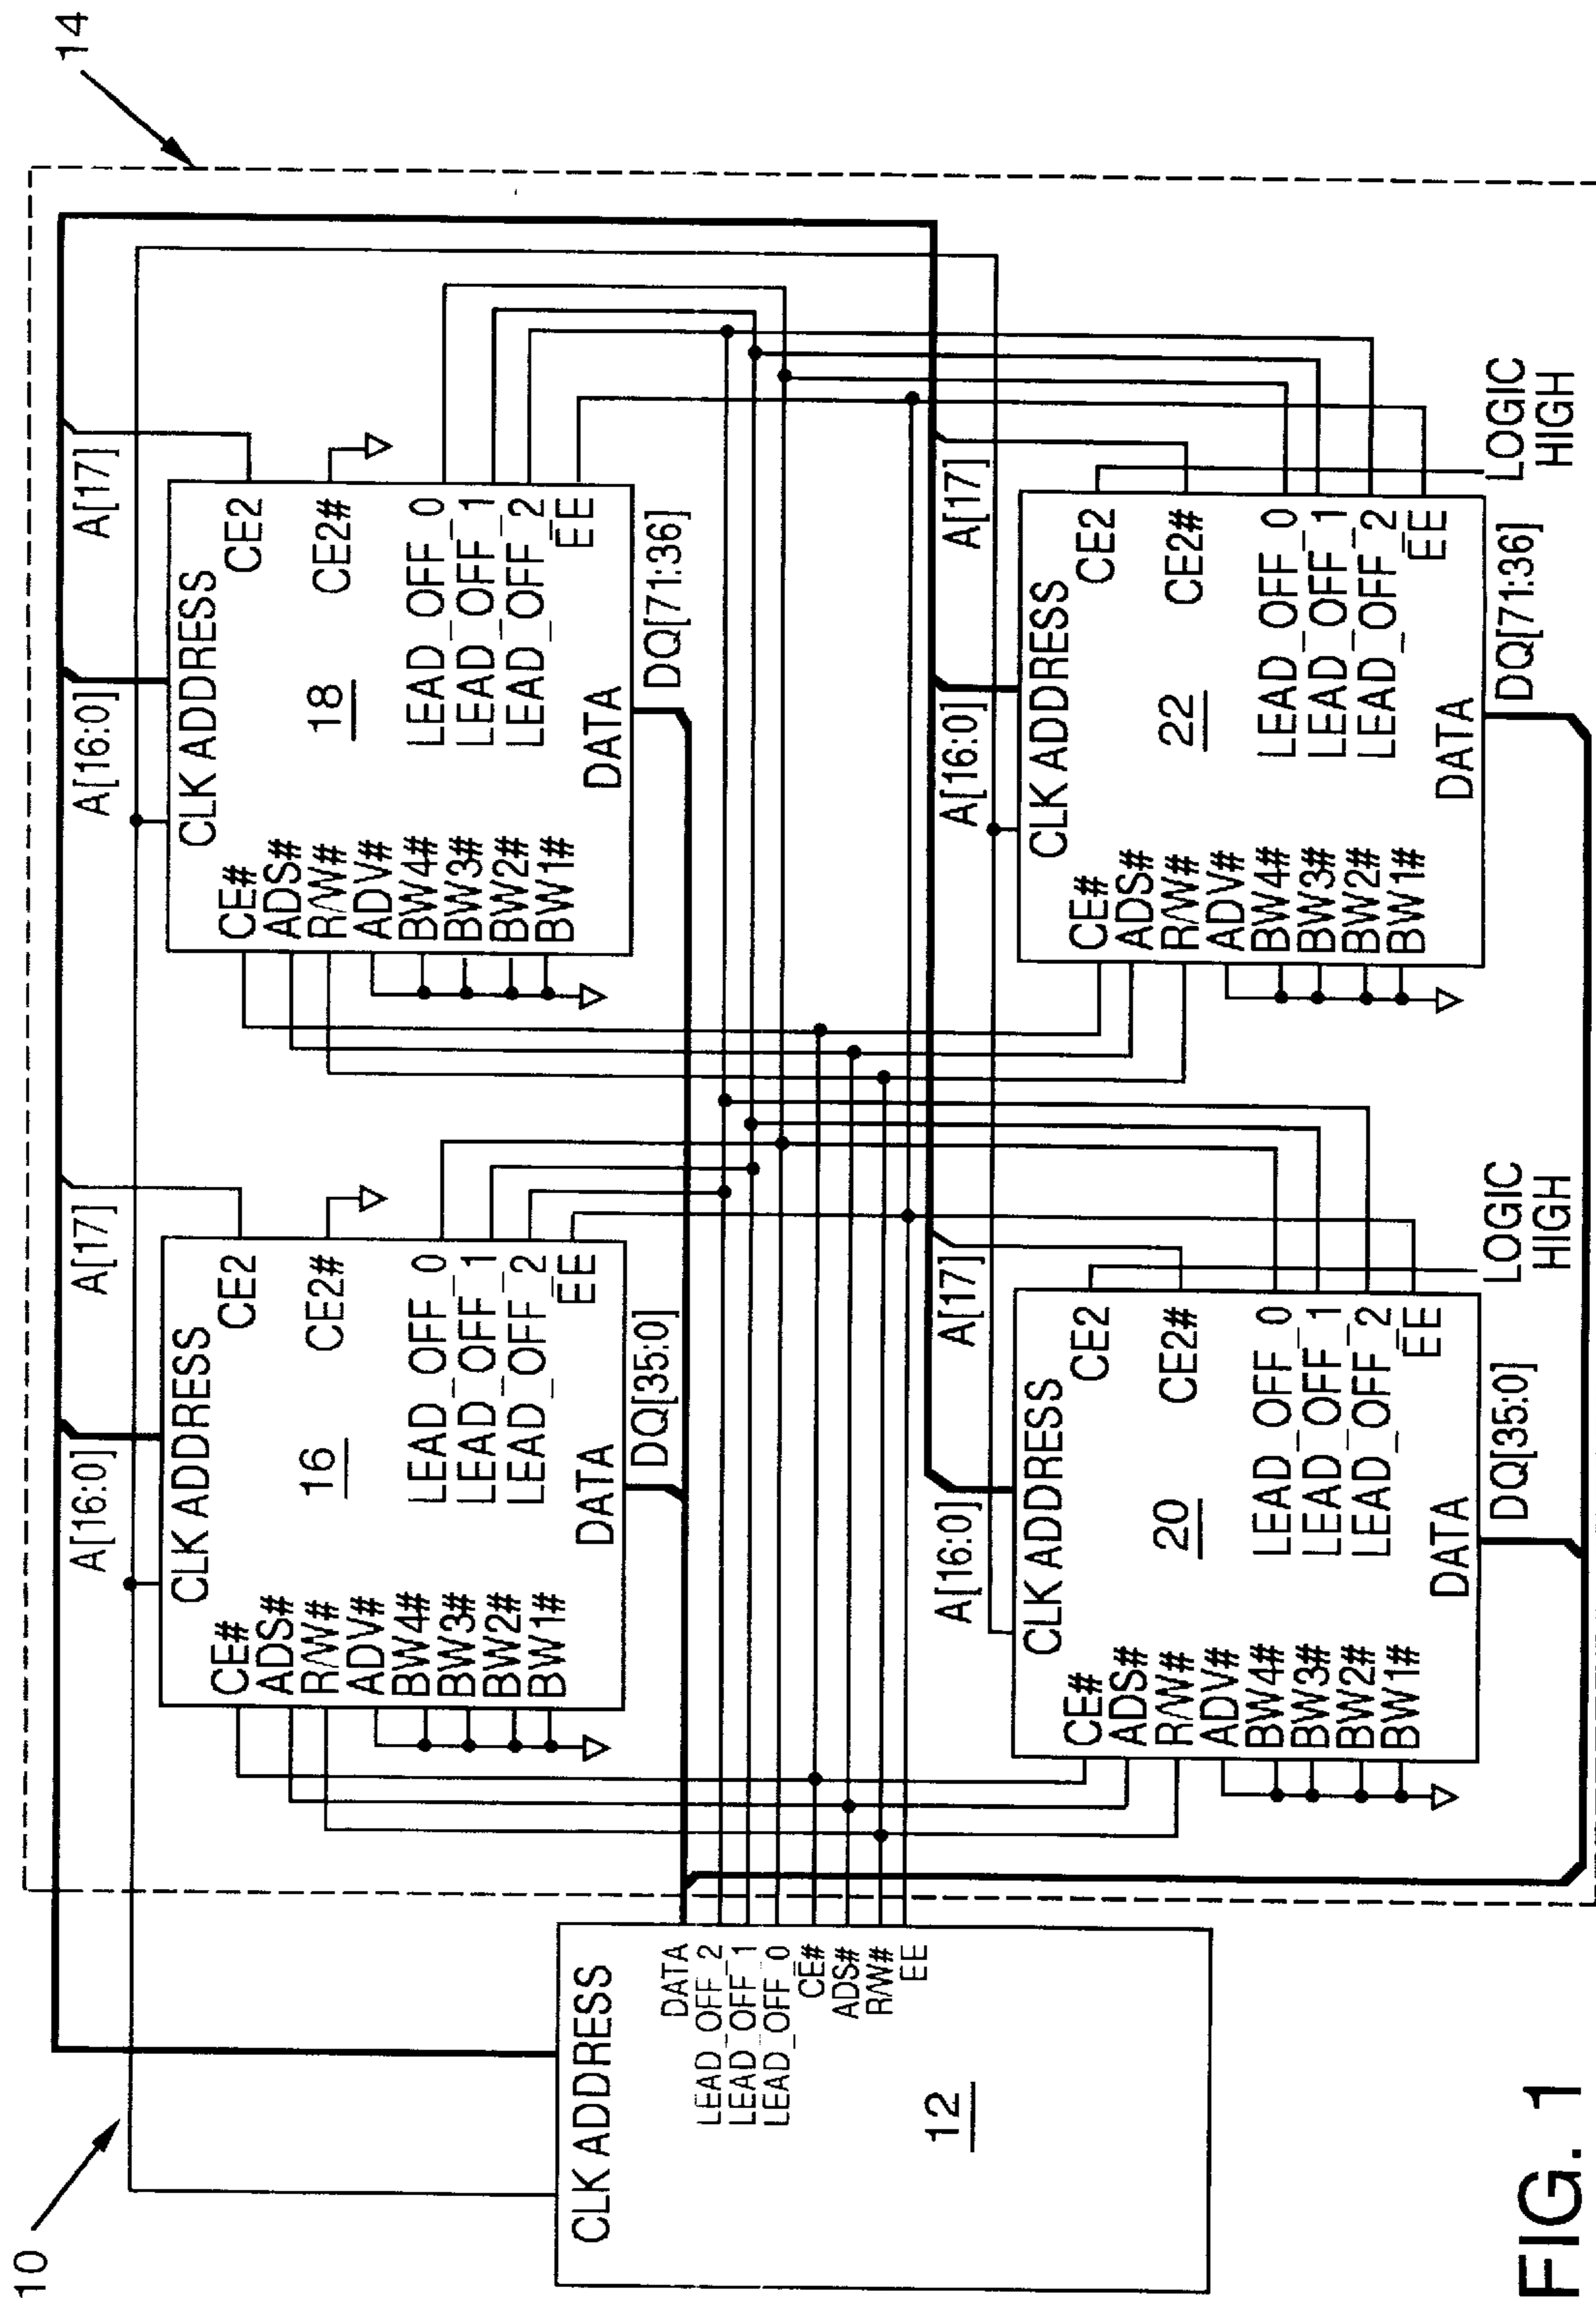 10
14
CLK ADDRESS
DATA
LEAD_OFF_2
LEAD_OFF_1
LEAD_OFF_0
CE#
ADS#
R/W#
EE
12
A[16:0]
A[17]
CLK ADDRESS
CE#
ADS#
R/W#
ADV#
BW4#
BW3#
BW2#
BW1#
16
CE2
CE2#
LEAD_OFF_0
LEAD_OFF_1
LEAD_OFF_2
EE
DATA
DQ[35:0]
A[16:0]
A[17]
CLK ADDRESS
CE#
ADS#
R/W#
ADV#
BW4#
BW3#
BW2#
BW1#
18
CE2
CE2#
LEAD_OFF_0
LEAD_OFF_1
LEAD_OFF_2
EE
DATA
DQ[71:36]
A[16:0]
A[17]
CLK ADDRESS
CE#
ADS#
R/W#
ADV#
BW4#
BW3#
BW2#
BW1#
20
CE2
CE2#
LEAD_OFF_0
LEAD_OFF_1
LEAD_OFF_2
EE
DATA
DQ[35:0]
LOGIC
HIGH
A[16:0]
A[17]
CLK ADDRESS
CE#
ADS#
R/W#
ADV#
BW4#
BW3#
BW2#
BW1#
22
CE2
CE2#
LEAD_OFF_0
LEAD_OFF_1
LEAD_OFF_2
EE
DATA
DQ[71:36]
LOGIC
HIGH
FIG. 1